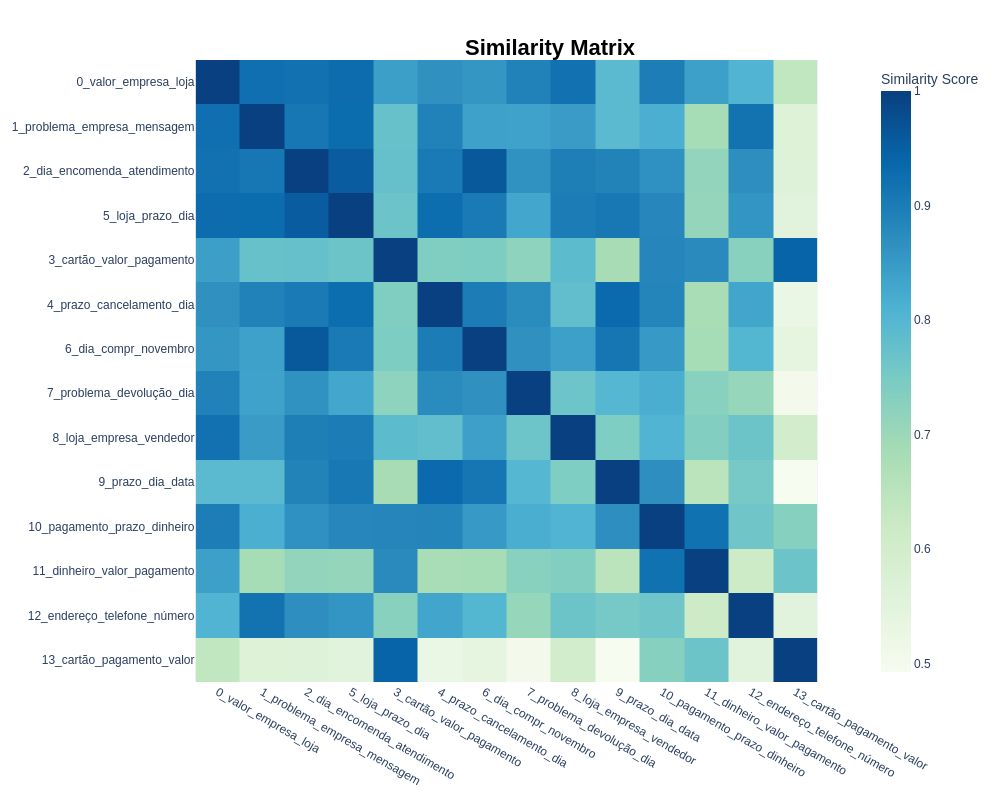 Similarity Matrix
Similarity Score
0_valor_empresa_loja
1_problema_empresa_mensagem
2_dia_encomenda_atendimento
5_loja_prazo_dia
3_cartão_valor_pagamento
4_prazo_cancelamento_dia
6_dia_compr_novembro
7_problema_devolução_dia
8_loja_empresa_vendedor
9_prazo_dia_data
10_pagamento_prazo_dinheiro
11_dinheiro_valor_pagamento
12_endereço_telefone_número
13_cartão_pagamento_valor
1
0.9
0.8
0.7
0.6
0.5
0_valor_empresa_loja
1_problema_empresa_mensagem
2_dia_encomenda_atendimento
5_loja_prazo_dia
3_cartão_valor_pagamento
4_prazo_cancelamento_dia
6_dia_compr_novembro
7_problema_devolução_dia
8_loja_empresa_vendedor
9_prazo_dia_data
10_pagamento_prazo_dinheiro
11_dinheiro_valor_pagamento
12_endereço_telefone_número
13_cartão_pagamento_valor